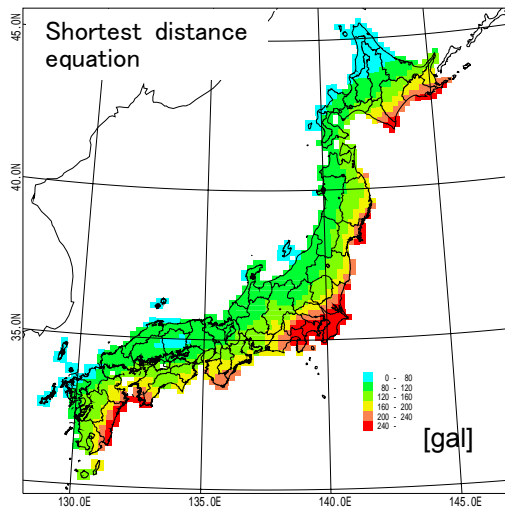 Shortest distance
equation
45.0N
40.0N
35.0N
0 - 80
80 - 120
120 - 160
160 - 200
200 - 240
240 -
[gal]
130.0E
135.0E
140.0E
145.0E